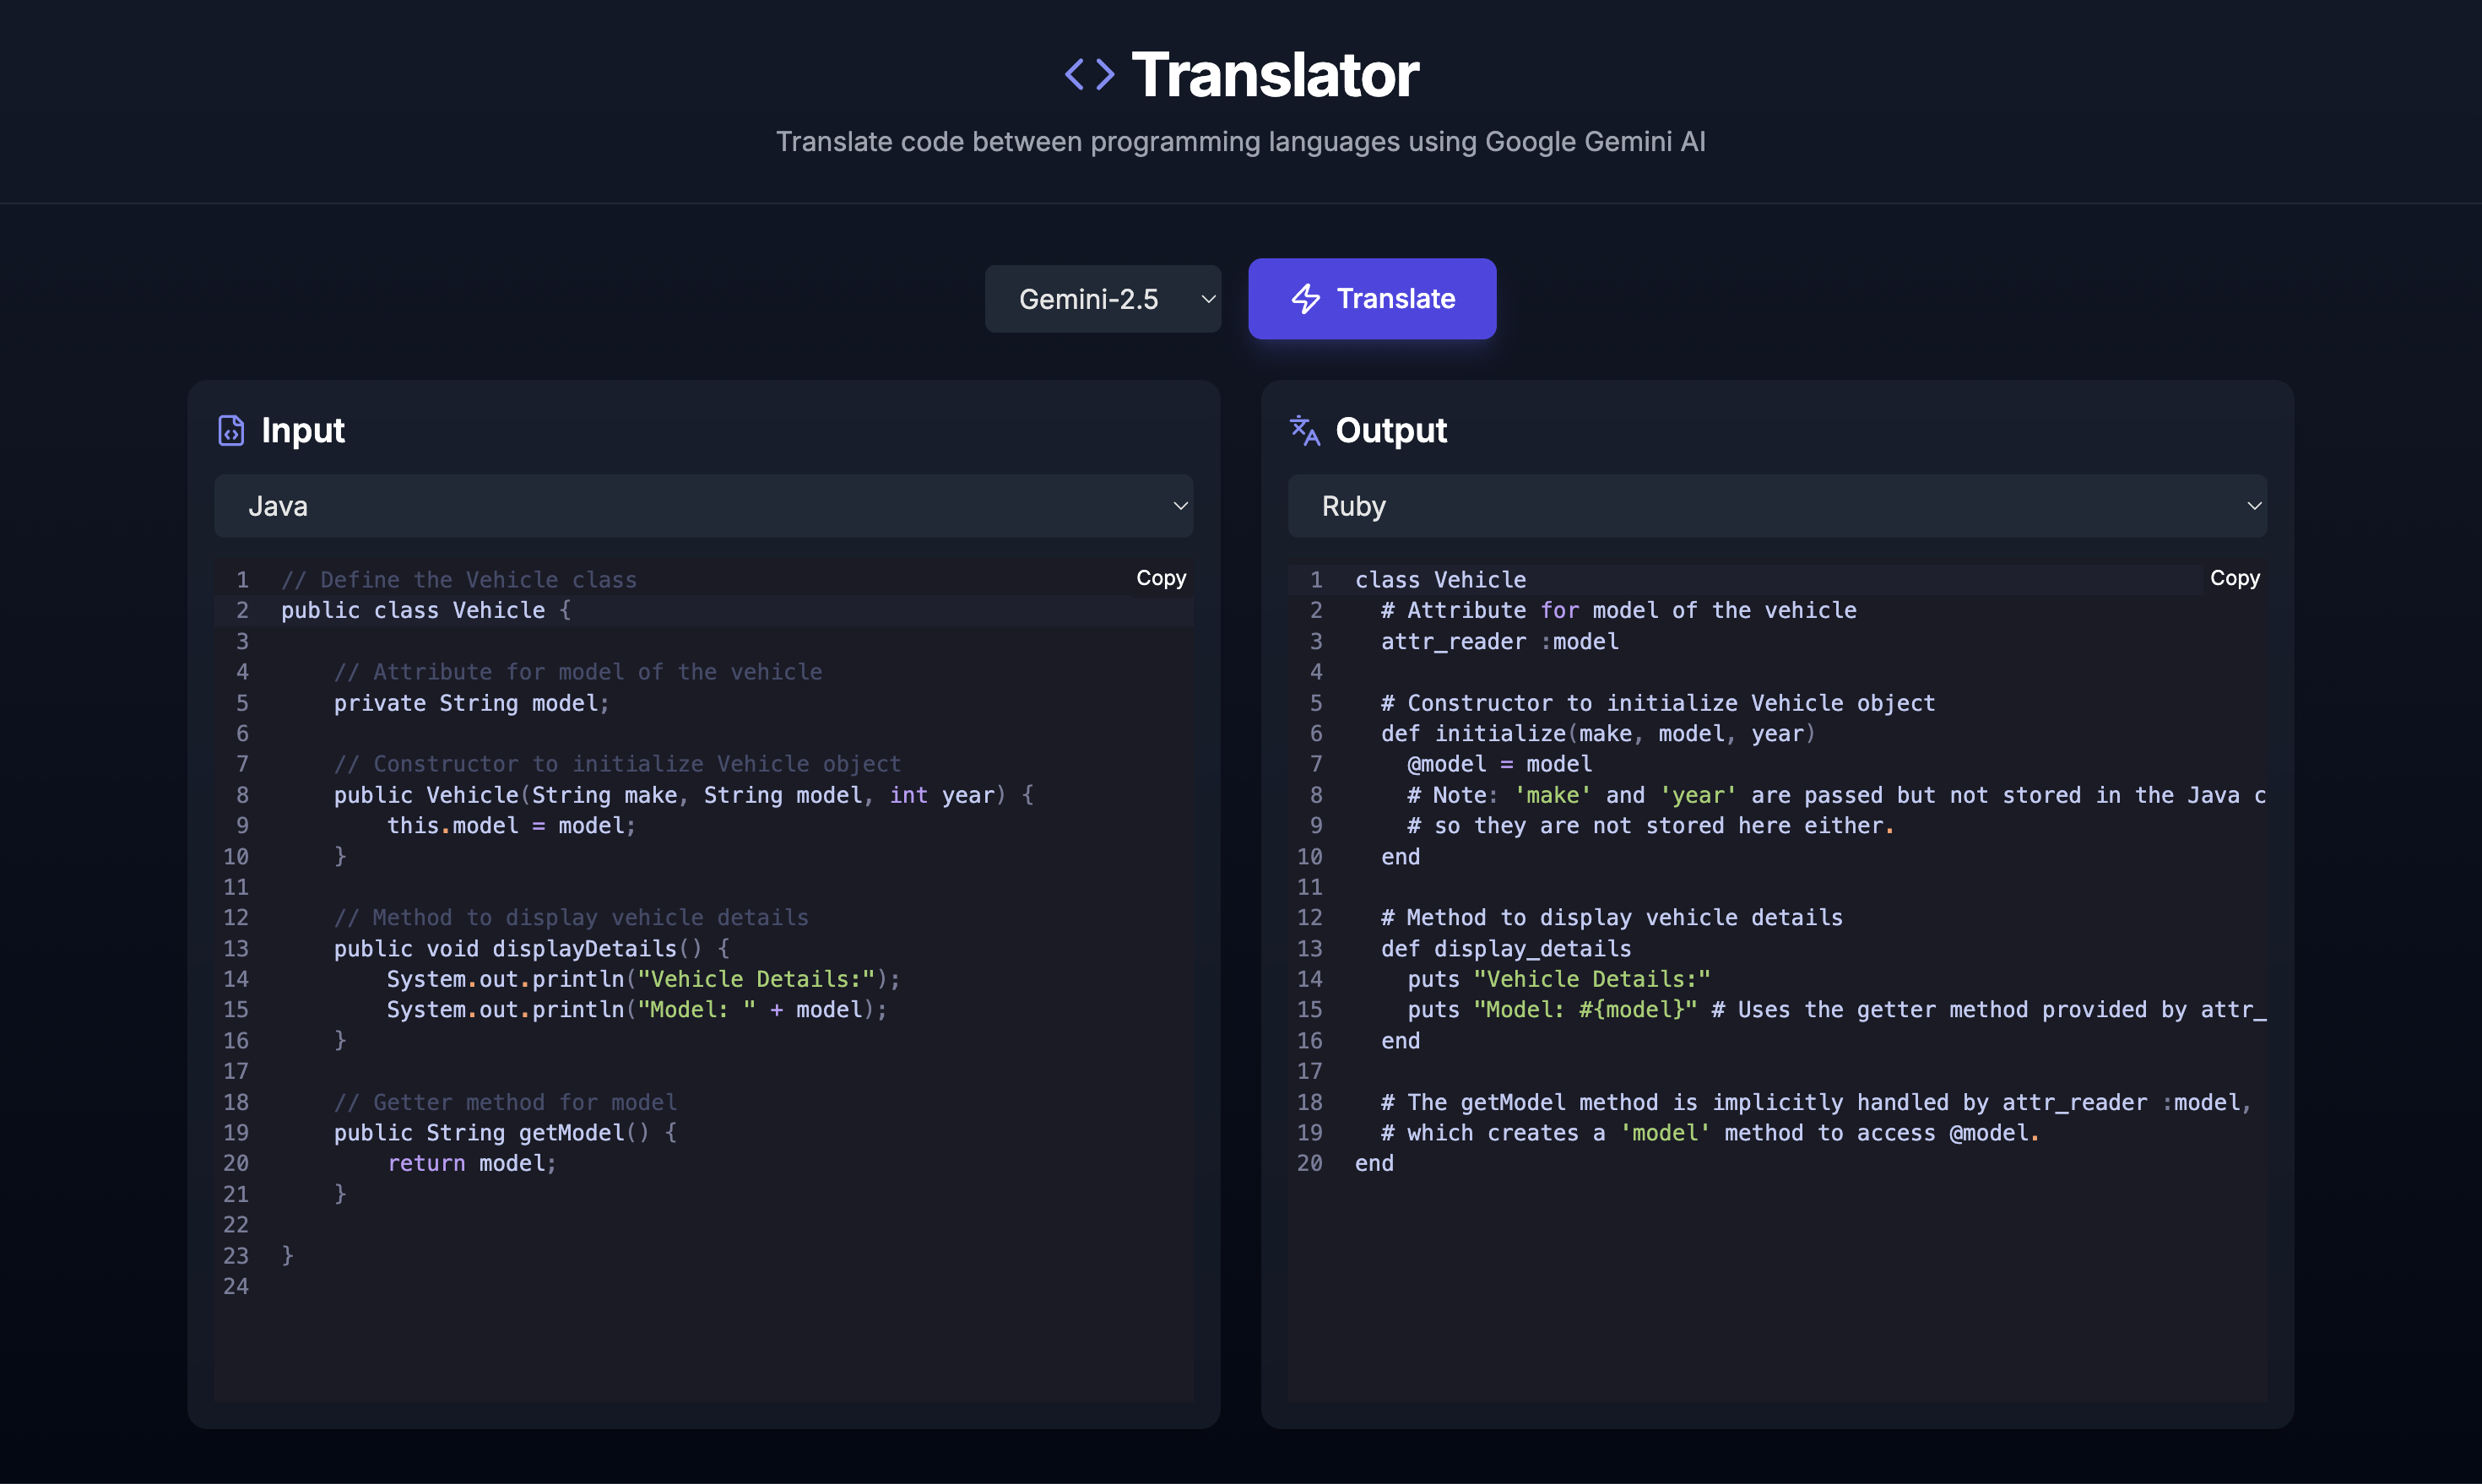 <> Translator
Translate code between programming languages using Google Gemini AI
Gemini-2.5
Translate
Input
Java
Copy
1 // Define the Vehicle class
2 public class Vehicle {
3
4     // Attribute for model of the vehicle
5     private String model;
6
7     // Constructor to initialize Vehicle object
8     public Vehicle(String make, String model, int year) {
9         this.model = model;
10     }
11
12     // Method to display vehicle details
13     public void displayDetails() {
14         System.out.println("Vehicle Details:");
15         System.out.println("Model: " + model);
16     }
17
18     // Getter method for model
19     public String getModel() {
20         return model;
21     }
22
23 }
24
Output
Ruby
Copy
1 class Vehicle
2   # Attribute for model of the vehicle
3   attr_reader :model
4
5   # Constructor to initialize Vehicle object
6   def initialize(make, model, year)
7     @model = model
8     # Note: 'make' and 'year' are passed but not stored in the Java c
9     # so they are not stored here either.
10   end
11
12   # Method to display vehicle details
13   def display_details
14     puts "Vehicle Details:"
15     puts "Model: #{model}" # Uses the getter method provided by attr_
16   end
17
18   # The getModel method is implicitly handled by attr_reader :model,
19   # which creates a 'model' method to access @model.
20 end